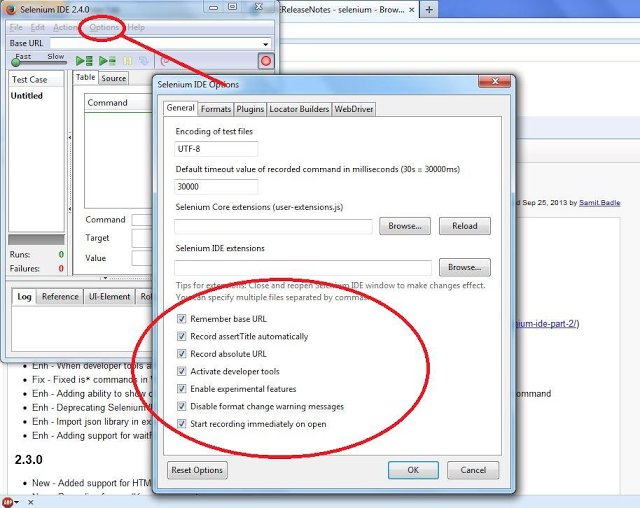 Selenium IDE 2.4.0
FReleaseNotes - selenium - Brow...
File Edit Actions Options Help
Base URL
Fast Slow
Test Case
Table Source
Untitled
Command
Command
Target
Value
Runs: 0
Failures: 0
Log Reference UI-Element
Selenium IDE Options
General Formats Plugins Locator Builders WebDriver
Encoding of test files
UTF-8
Default timeout value of recorded command in milliseconds (30s = 30000ms)
30000
Selenium Core extensions (user-extensions.js)
Browse... Reload
Selenium IDE extensions
Browse...
Tips for extensions: Close and reopen Selenium IDE window to make changes effect.
You can specify multiple files separated by comma.
Remember base URL
Record assertTitle automatically
Record absolute URL
Activate developer tools
Enable experimental features
Disable format change warning messages
Start recording immediately on open
Reset Options OK Cancel
Sep 25, 2013 by Samit.Badle
nium-ide-part-2/)
Enh - When developer tools a
Fix - Fixed is* commands in
Enh - Adding ability to show
command
Enh - Deprecating Selenium
Enh - Import json library in ex
Enh - Adding support for wait
2.3.0
New - Added support for HTM
ABP